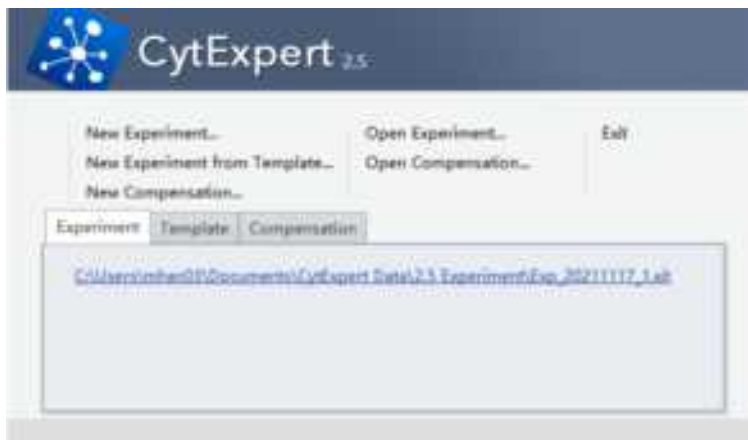 CytExpert 2.5
New Experiment... Open Experiment... Exit
New Experiment from Template... Open Compensation...
New Compensation...
Experiment Template Compensation